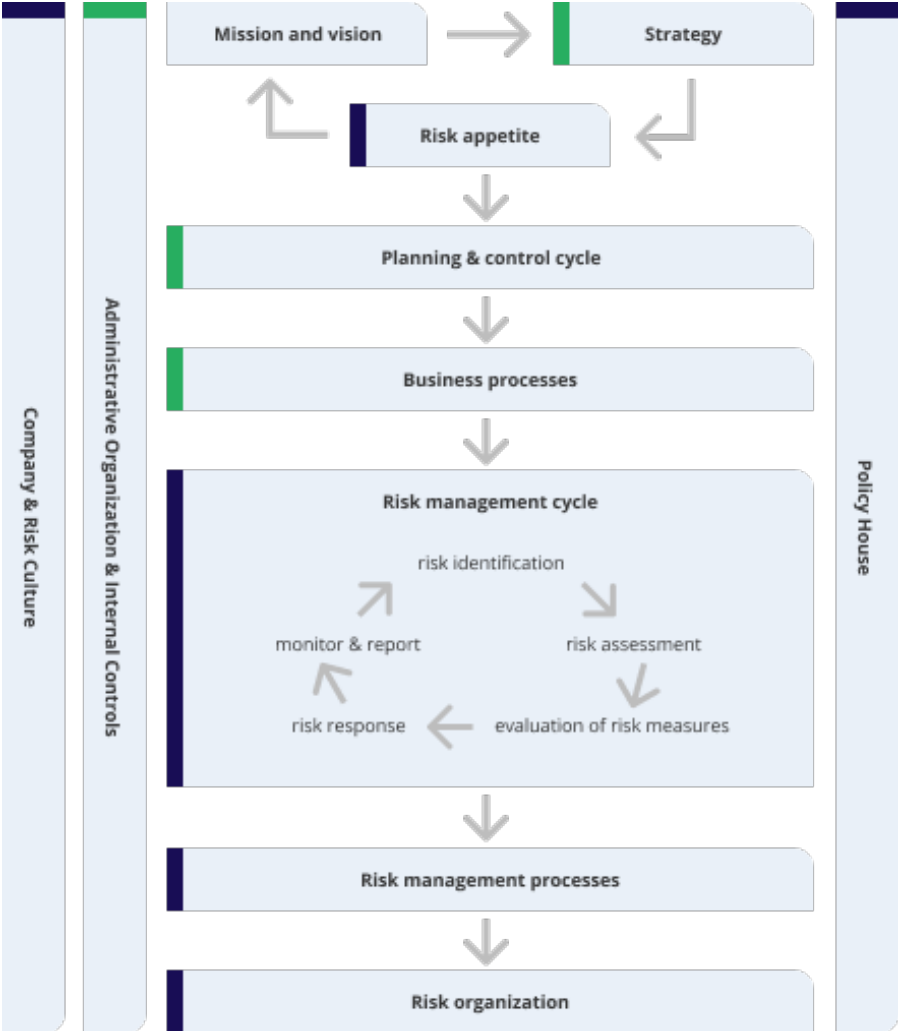 Mission and vision
Strategy
Risk appetite
Planning & control cycle
Business processes
Risk management cycle
risk identification
monitor & report
risk assessment
risk response
evaluation of risk measures
Risk management processes
Risk organization
Company & Risk Culture
Administrative Organization & Internal Controls
Policy House